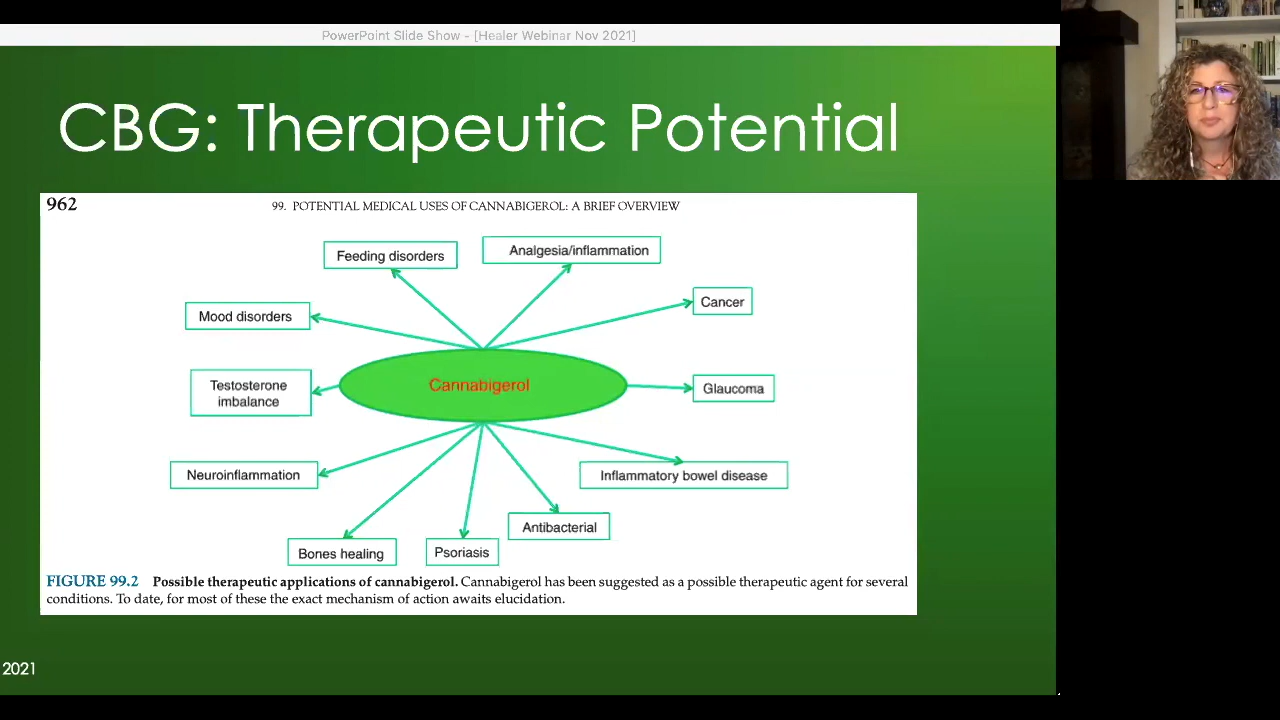 PowerPoint Slide Show - [Healer Webinar Nov 2021]
CBG: Therapeutic Potential
962
99. POTENTIAL MEDICAL USES OF CANNABIGEROL: A BRIEF OVERVIEW
Feeding disorders
Analgesia/inflammation
Mood disorders
Cancer
Testosterone
imbalance
Cannabigerol
Glaucoma
Neuroinflammation
Inflammatory bowel disease
Antibacterial
Bones healing
Psoriasis
FIGURE 99.2 Possible therapeutic applications of cannabigerol. Cannabigerol has been suggested as a possible therapeutic agent for several
conditions. To date, for most of these the exact mechanism of action awaits elucidation.
2021